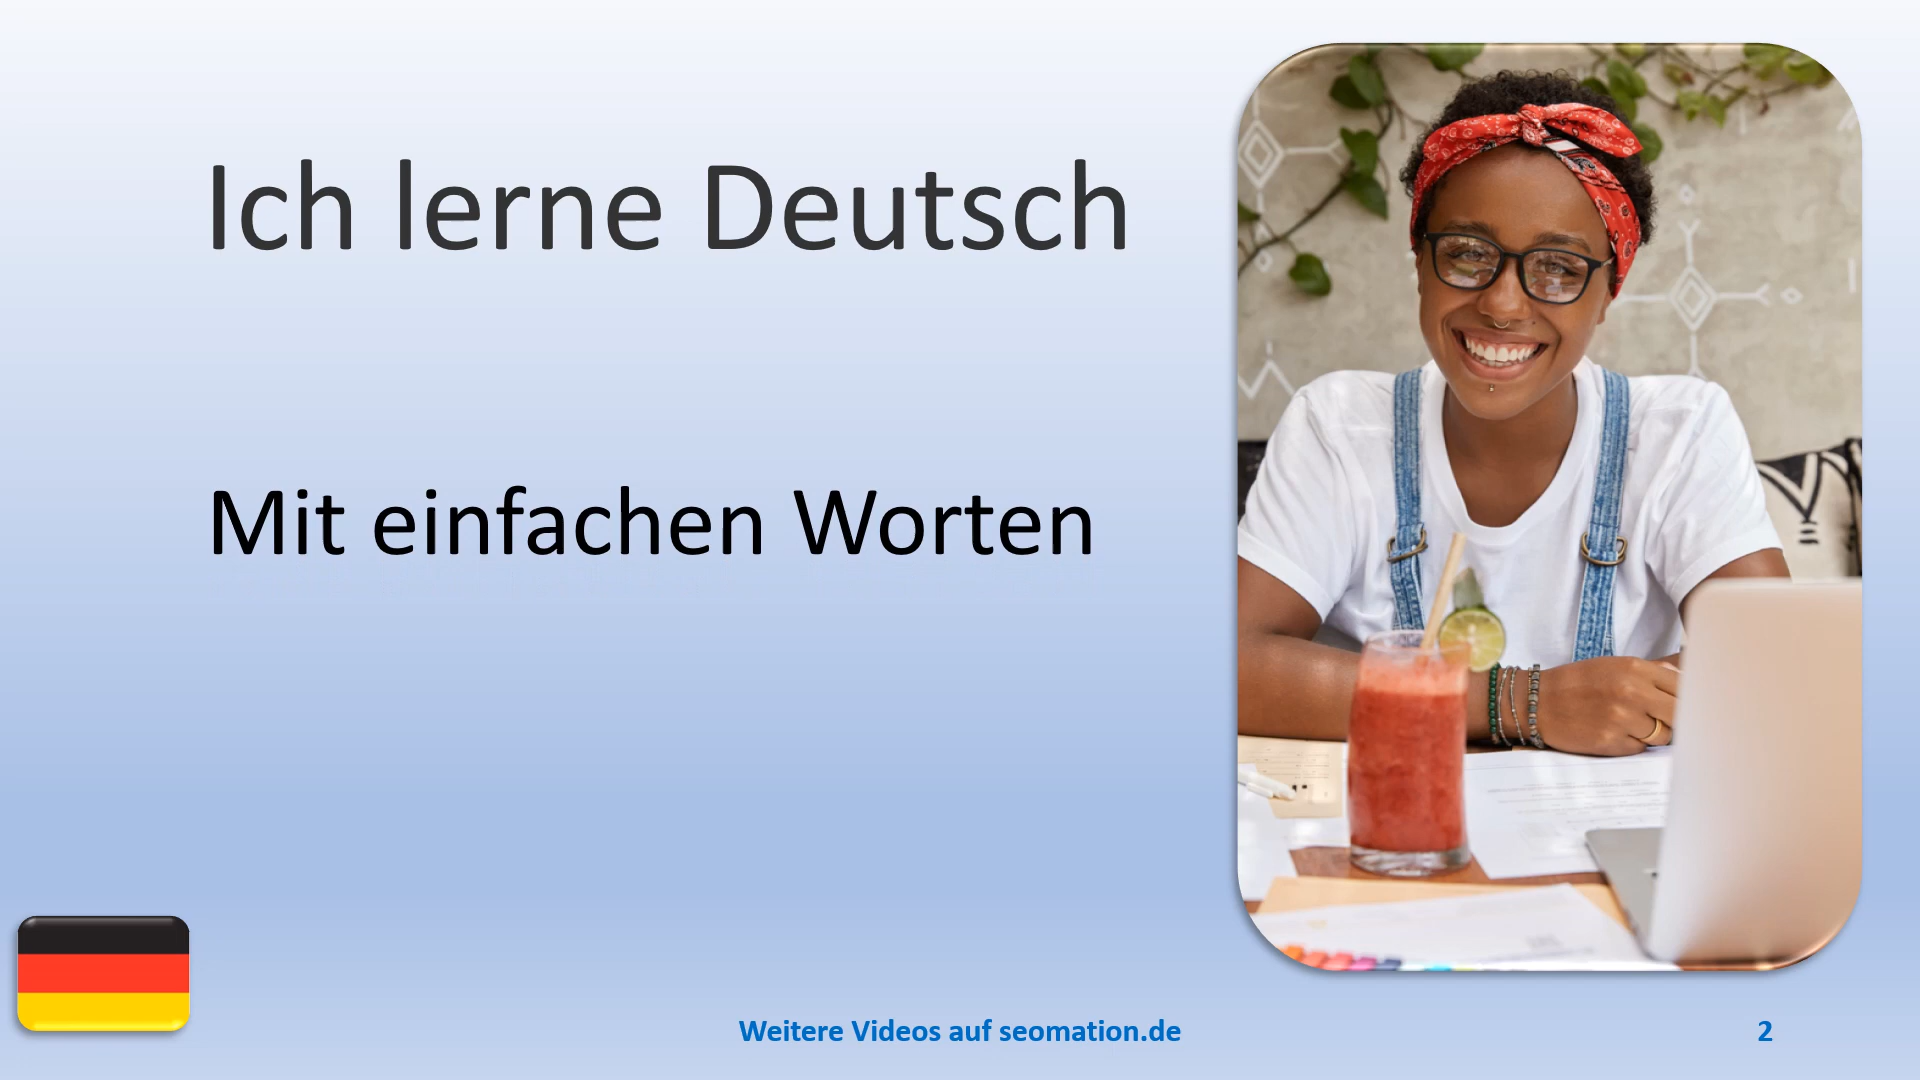 Ich lerne Deutsch
Mit einfachen Worten
Weitere Videos auf seomation.de
2